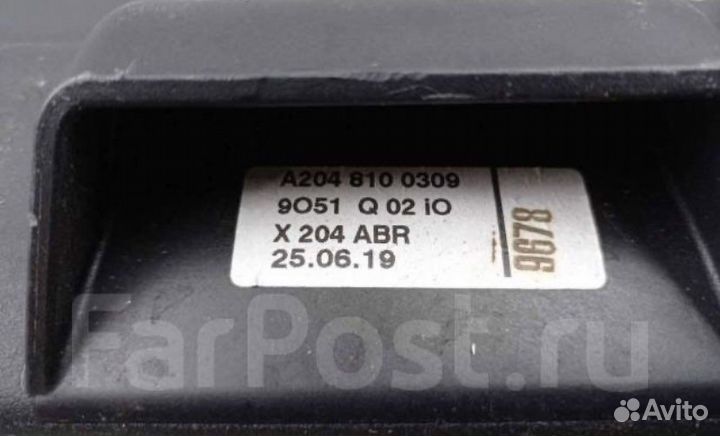 A204 810 0309
9O51 Q 02 iO
X 204 ABR
25.06.19
9678
FarPost.ru
Avito